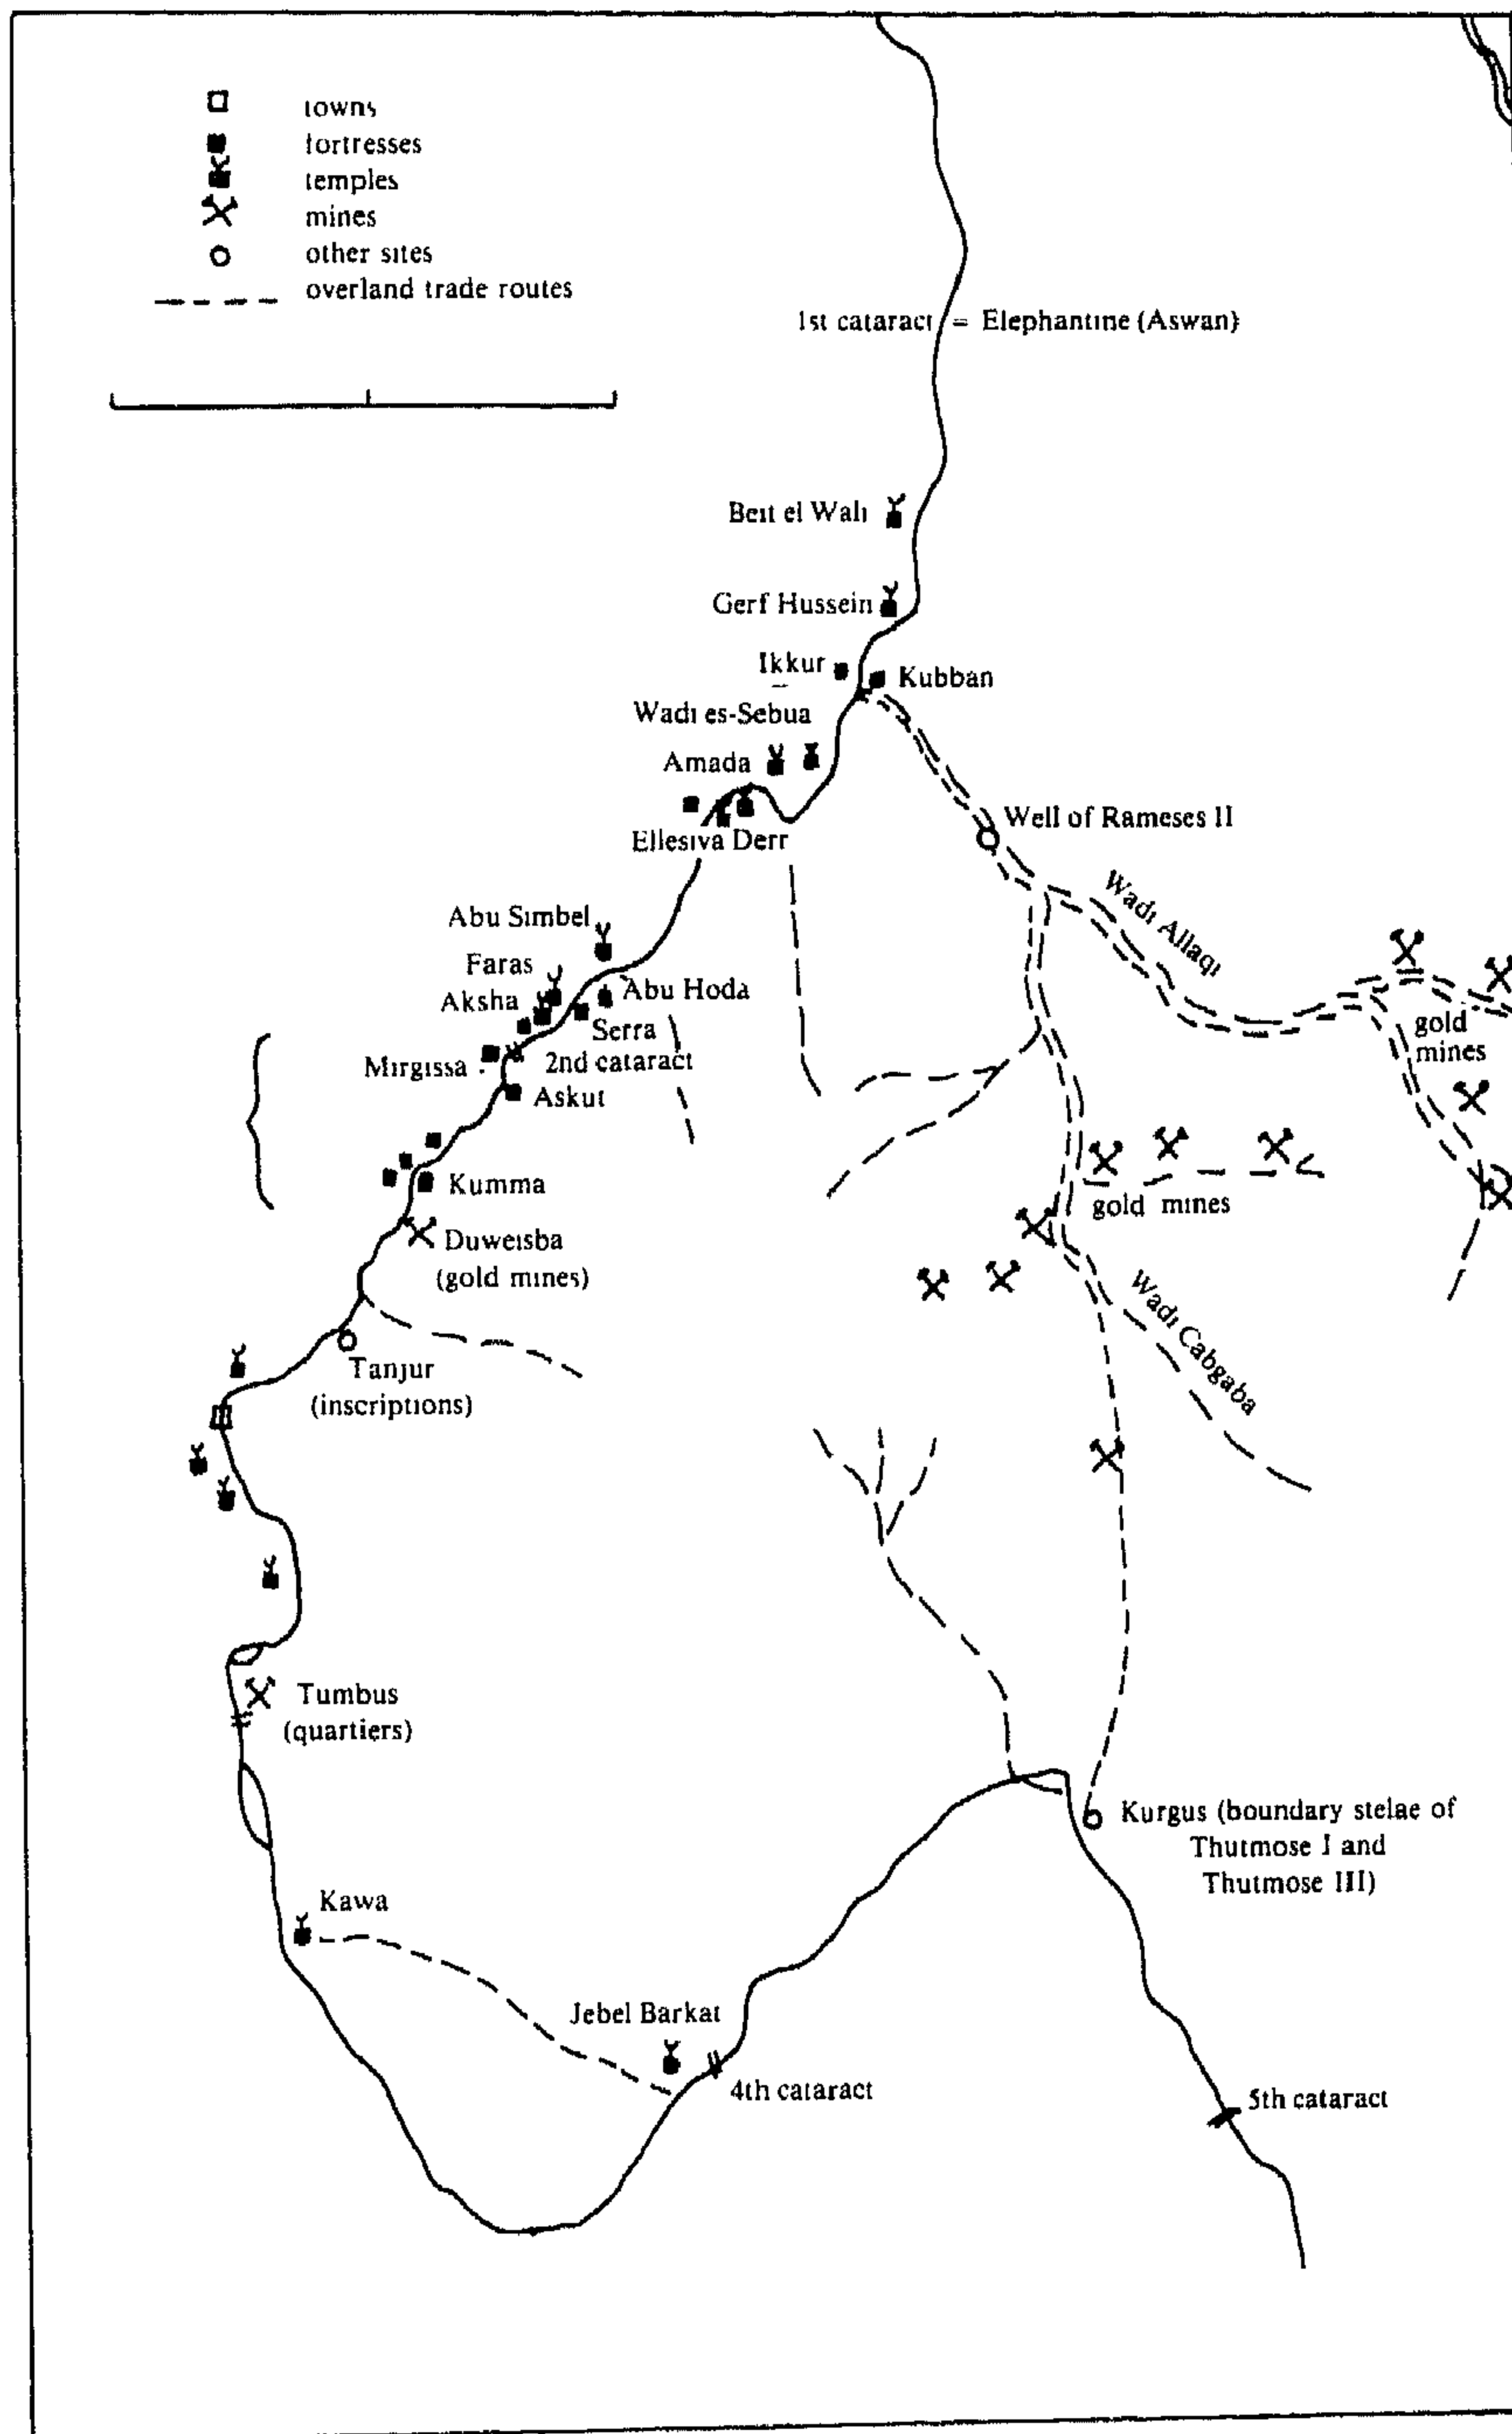 towns
fortresses
temples
mines
other sites
overland trade routes
1st cataract = Elephantine (Aswan)
Beit el Wali
Gerf Hussein
Ikkur
Kubban
Wadi es-Sebua
Amada
Well of Rameses II
Ellesiva Derr
Wadi Allaqi
Abu Simbel
Faras
Aksha
Abu Hoda
Serra
gold
mines
Mirgissa
2nd cataract
Askut
Kumma
gold mines
Duweisba
(gold mines)
Wadi Cabgaba
Tanjur
(inscriptions)
Tumbus
(quartiers)
Kurgus (boundary stelae of
Thutmose I and
Thutmose III)
Kawa
Jebel Barkat
4th cataract
5th cataract